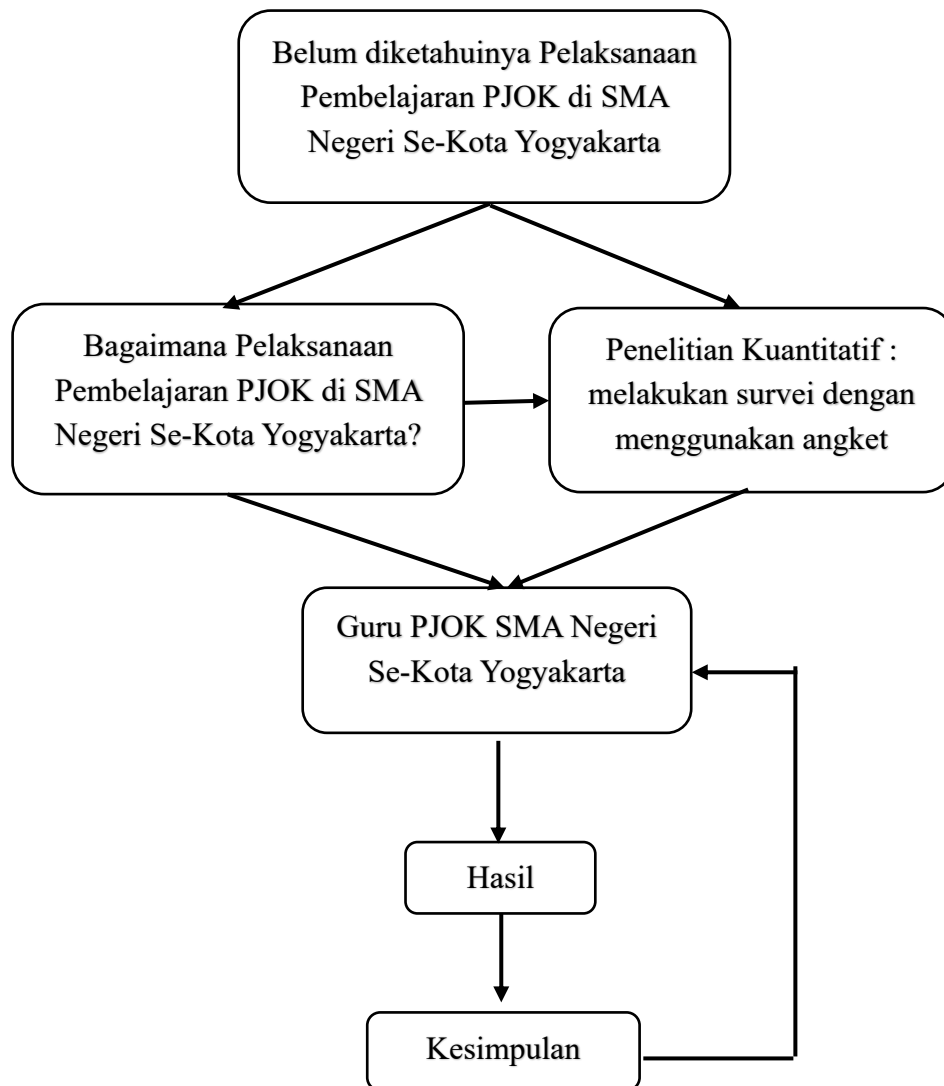 Belum diketahuinya Pelaksanaan
Pembelajaran PJOK di SMA
Negeri Se-Kota Yogyakarta
Bagaimana Pelaksanaan
Pembelajaran PJOK di SMA
Negeri Se-Kota Yogyakarta?
Penelitian Kuantitatif :
melakukan survei dengan
menggunakan angket
Guru PJOK SMA Negeri
Se-Kota Yogyakarta
Hasil
Kesimpulan